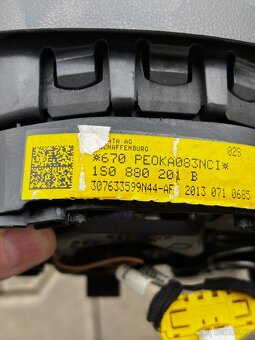 ATA AG
SCHAFFENBURG 02S
*670 PEOKA083NCI*
1S0 880 201 B
307633599N44-AF 2013 071 0685